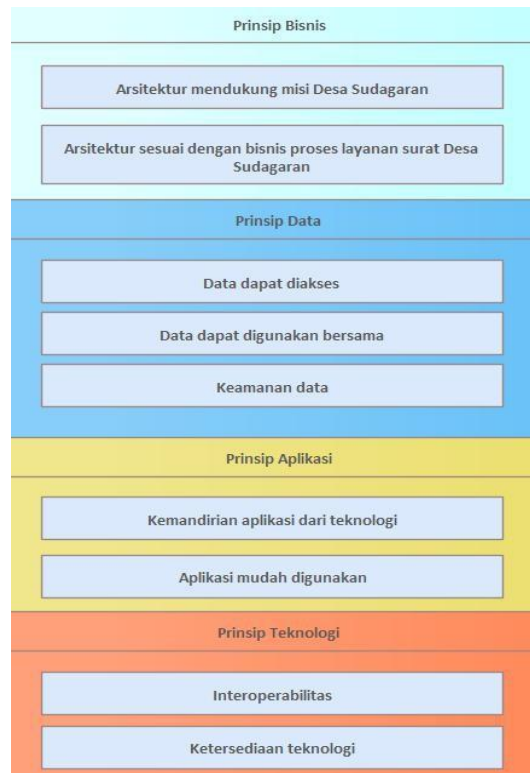 Prinsip Bisnis
Arsitektur mendukung misi Desa Sudagaran
Arsitektur sesuai dengan bisnis proses layanan surat Desa
Sudagaran
Prinsip Data
Data dapat diakses
Data dapat digunakan bersama
Keamanan data
Prinsip Aplikasi
Kemandirian aplikasi dari teknologi
Aplikasi mudah digunakan
Prinsip Teknologi
Interoperabilitas
Ketersediaan teknologi